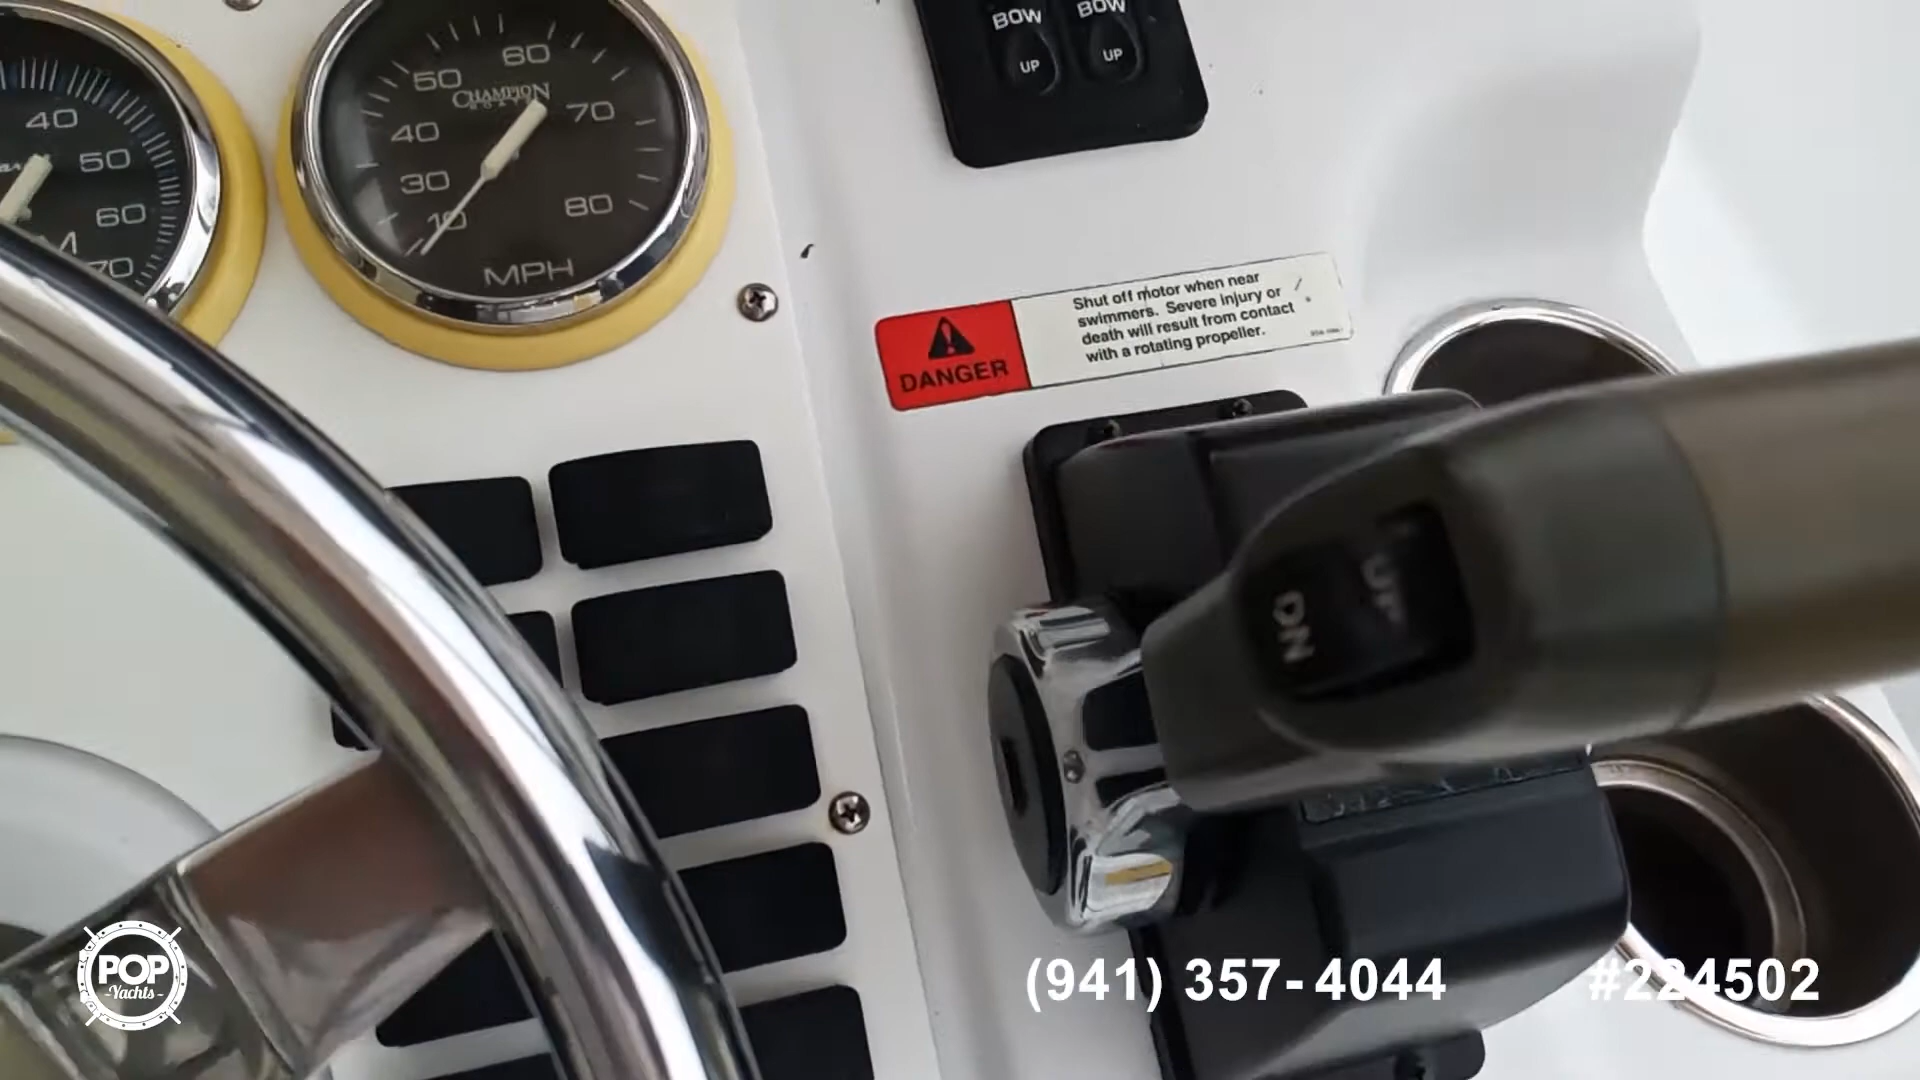 BOW BOW
UP UP
60
50
CHAMPION
BOATS
70
40
30
80
10
MPH
40
50
60
70
Shut off motor when near
swimmers. Severe injury or
death will result from contact
with a rotating propeller.
DANGER
UP
DN
POP
Yachts
(941) 357-4044
#224502